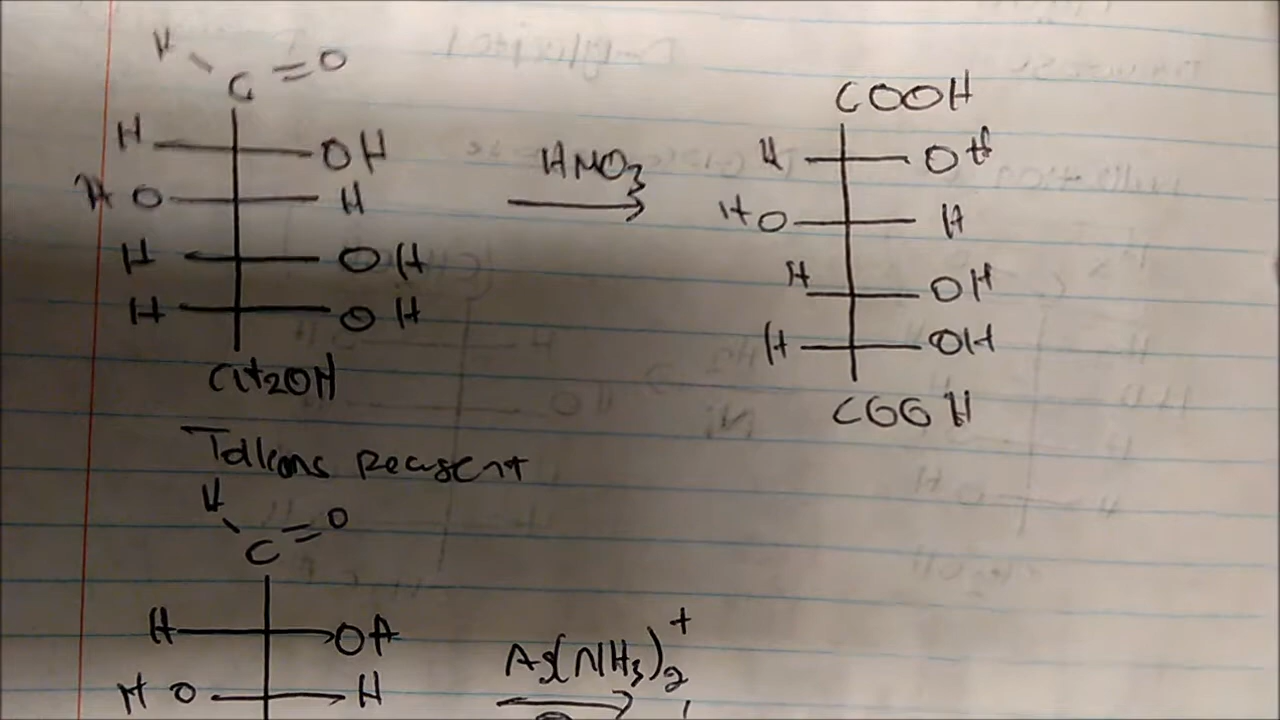 H C = O
H OH
HO H
H OH
H OH
CH2OH
HNO3
COOH
H OH
HO H
H OH
H OH
COOH
Tollens Reagent
H C = O
H OH
HO H
Ag(NH3)2+